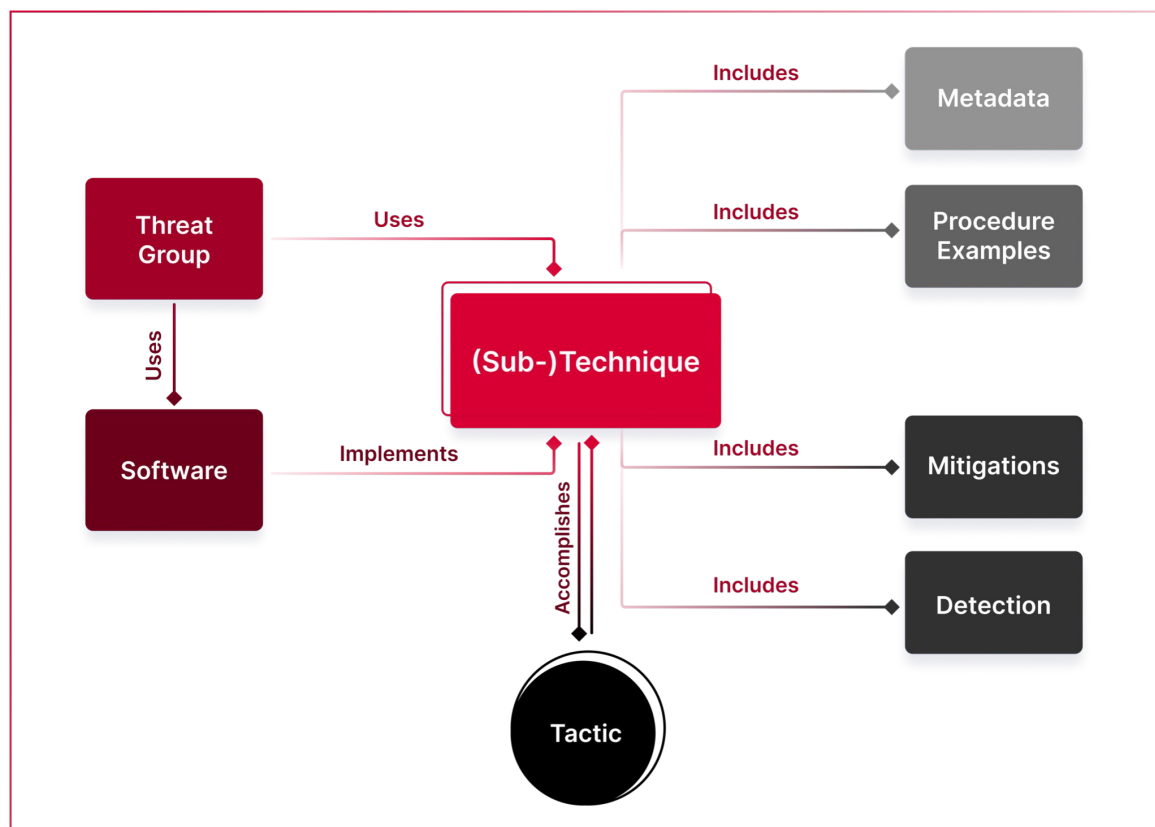 Includes
Metadata
Includes
Procedure
Examples
Threat
Group
Uses
Uses
(Sub-)Technique
Software
Implements
Includes
Mitigations
Accomplishes
Includes
Detection
Tactic